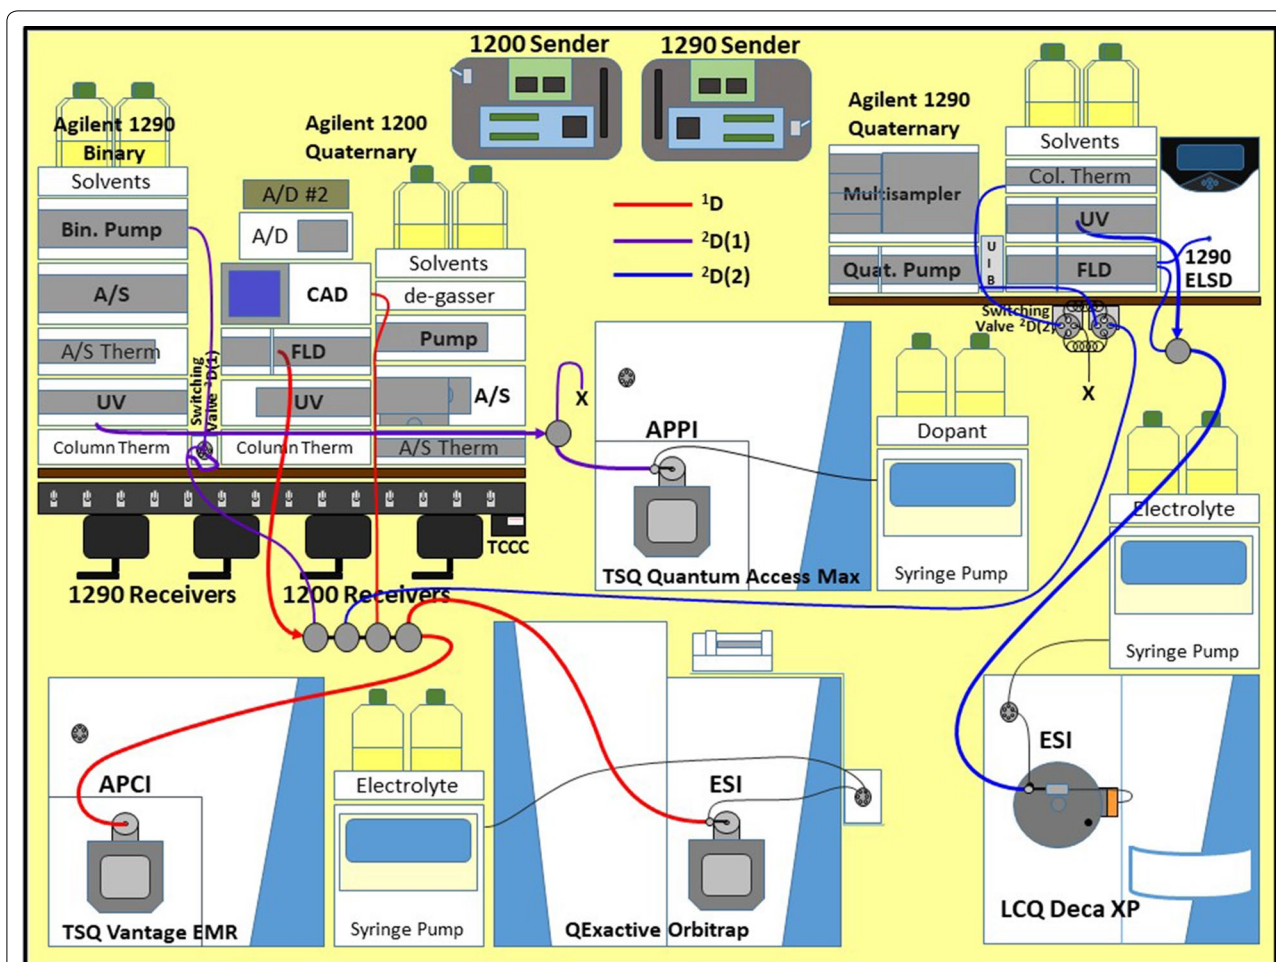 1200 Sender
1290 Sender
Agilent 1290
Binary
Solvents
Bin. Pump
A/S
A/S Therm
UV
Column Therm
Switching
Valve ²D(1)
Agilent 1200
Quaternary
A/D #2
A/D
CAD
FLD
UV
Column Therm
Solvents
de-gasser
Pump
A/S
A/S Therm
¹D
²D(1)
²D(2)
Agilent 1290
Quaternary
Multisampler
Quat. Pump
U
I
B
Solvents
Col. Therm
UV
FLD
1290
ELSD
Switching
Valve ²D(2)
X
X
TCCC
1290 Receivers
1200 Receivers
APPI
TSQ Quantum Access Max
Dopant
Syringe Pump
Electrolyte
Syringe Pump
APCI
TSQ Vantage EMR
Electrolyte
Syringe Pump
ESI
QExactive Orbitrap
ESI
LCQ Deca XP